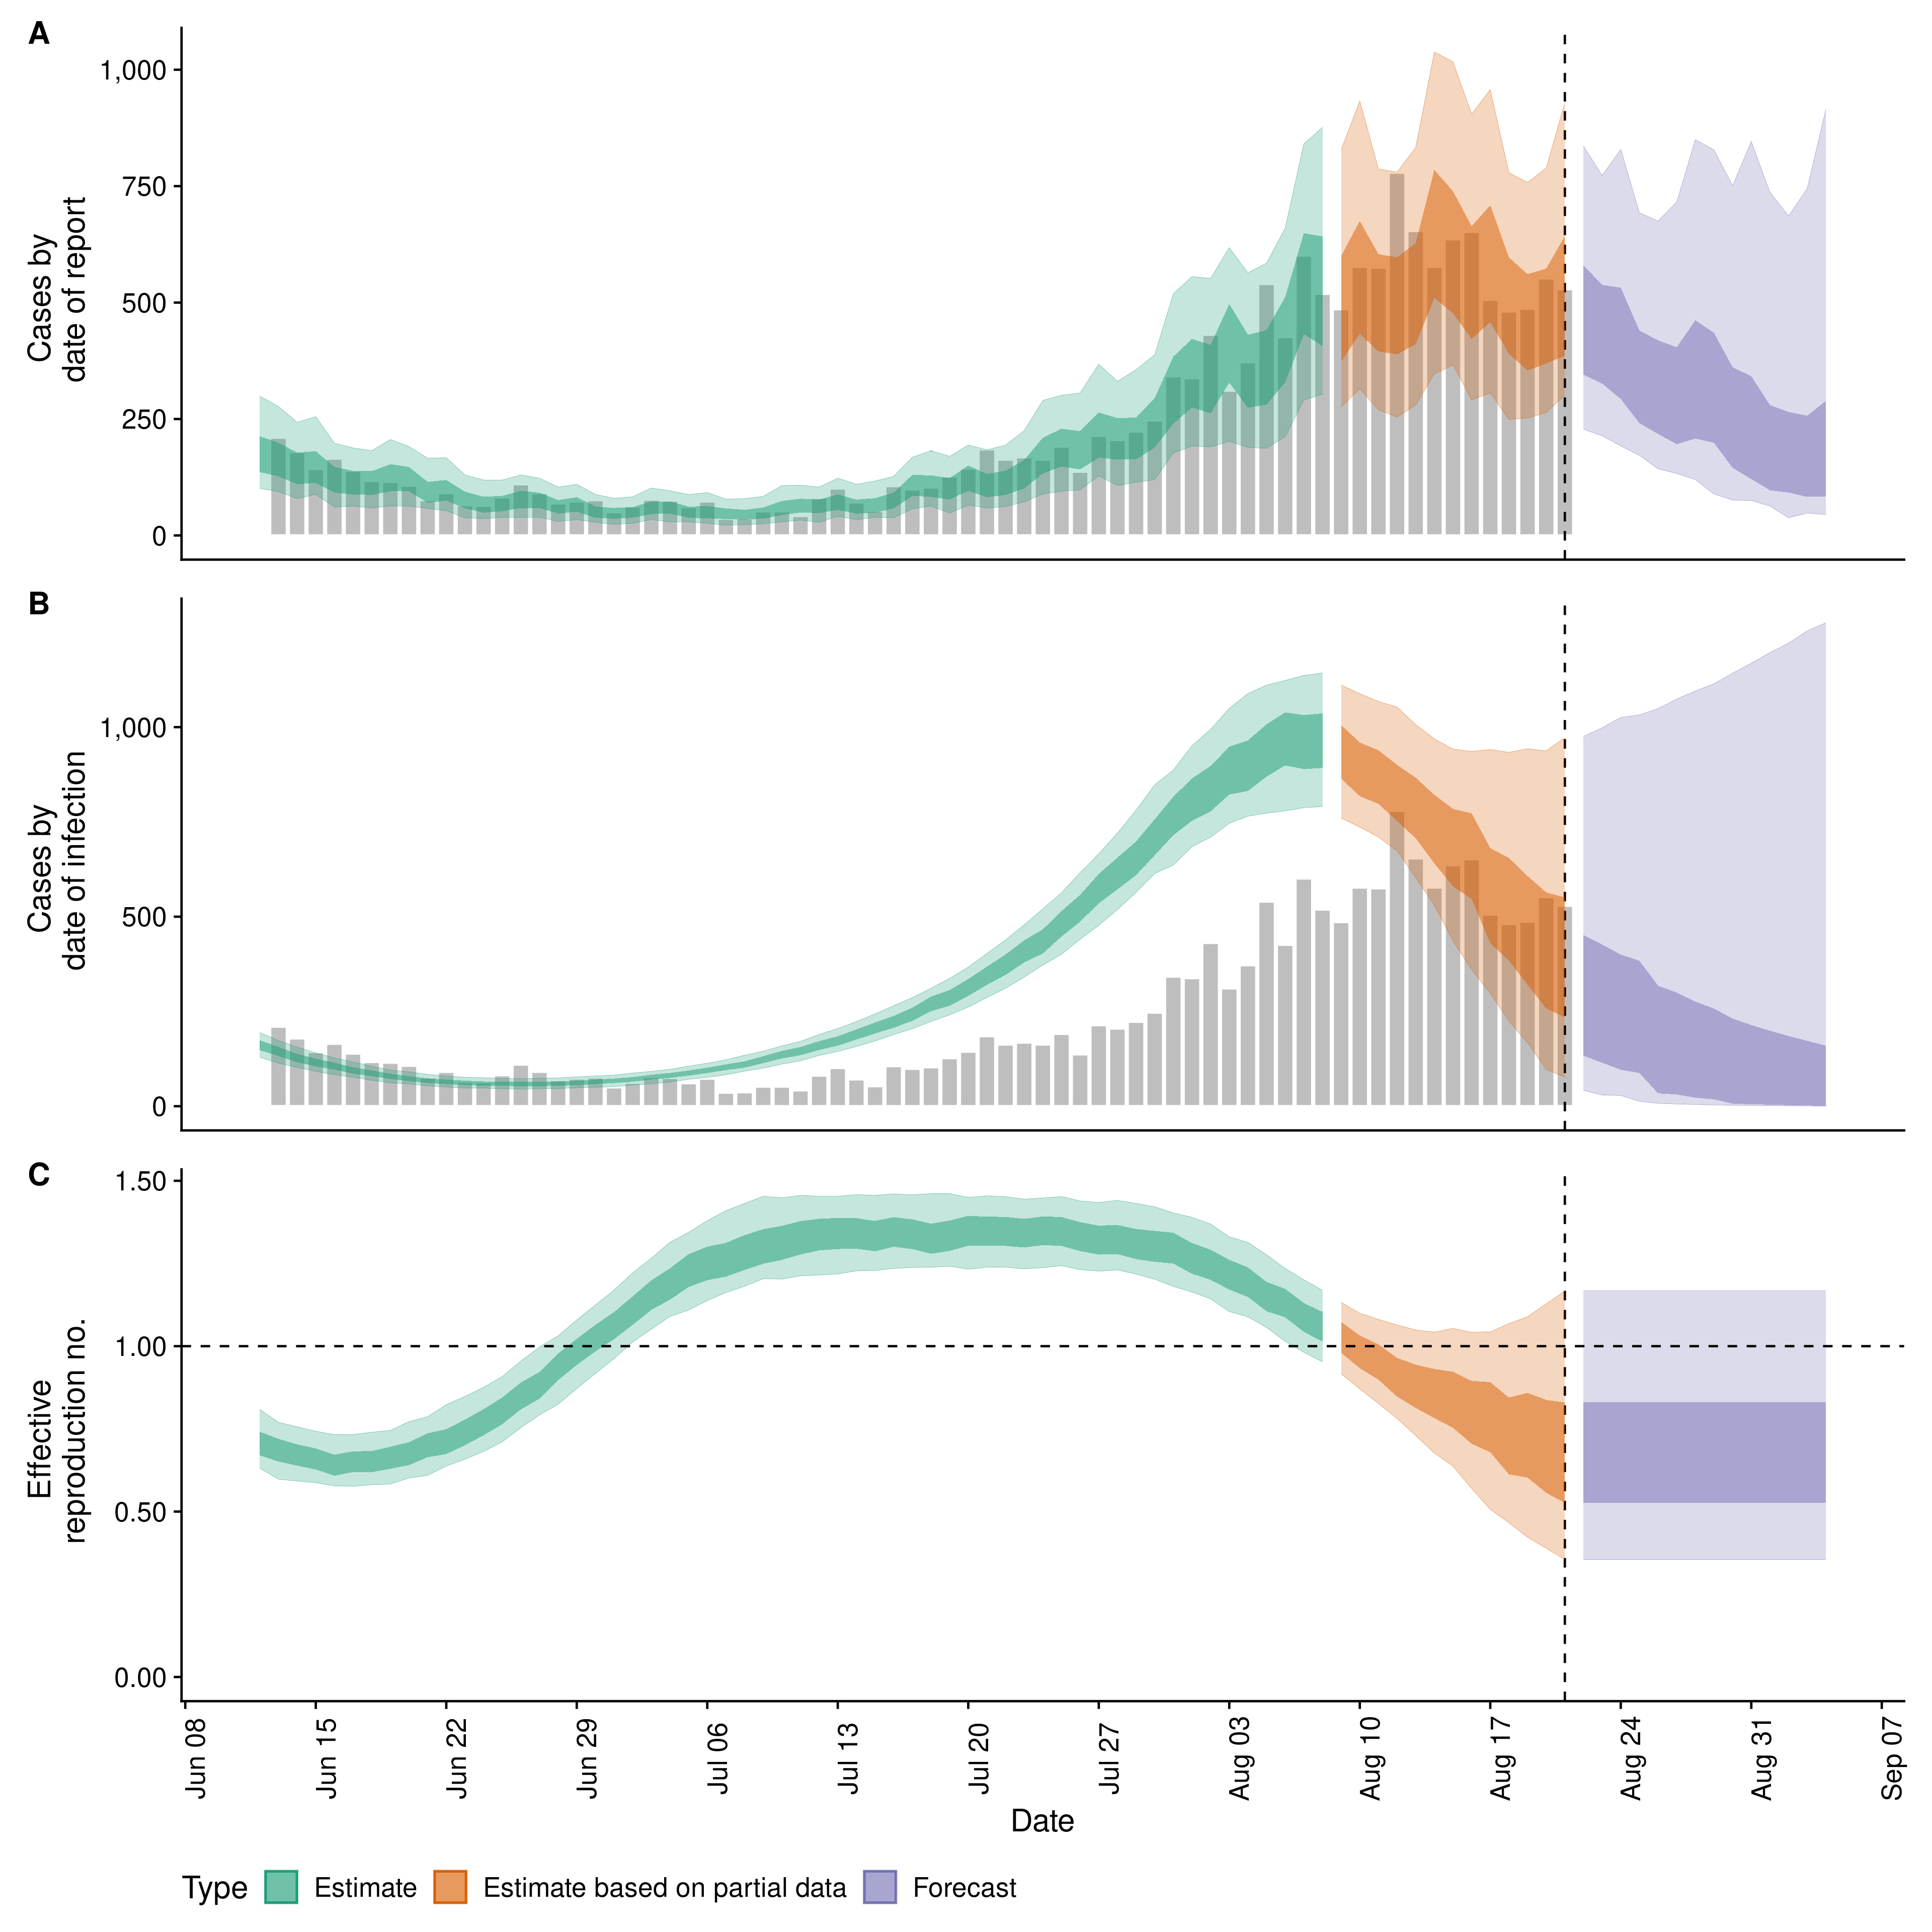 A
1,000
750
500
250
0
Cases by
date of report
B
1,000
500
0
Cases by
date of infection
C
1.50
1.00
0.50
0.00
Effective
reproduction no.
Jun 08
Jun 15
Jun 22
Jun 29
Jul 06
Jul 13
Jul 20
Jul 27
Aug 03
Aug 10
Aug 17
Aug 24
Aug 31
Sep 07
Date
Type
Estimate
Estimate based on partial data
Forecast